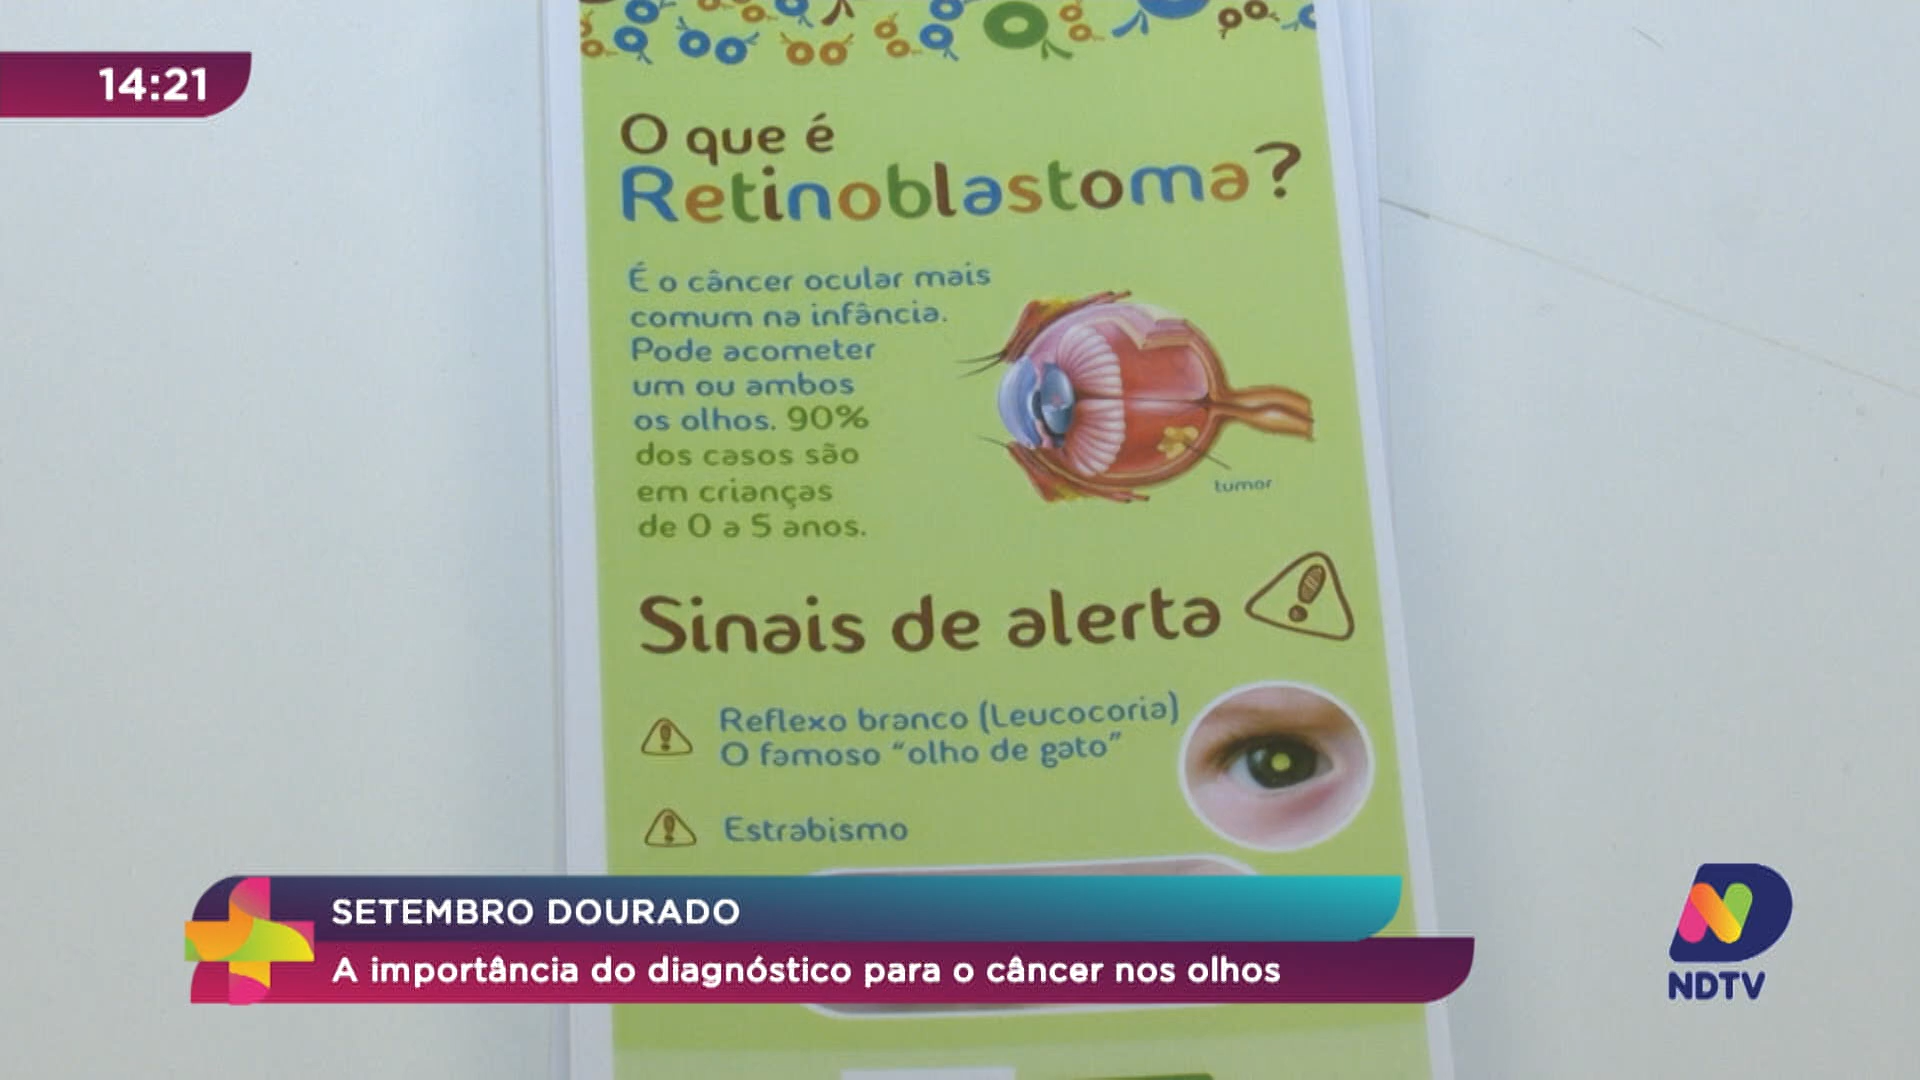 14:21
O que é
Retinoblastoma?
É o câncer ocular mais
comum na infância.
Pode acometer
um ou ambos
os olhos. 90%
dos casos são
em crianças
de 0 a 5 anos.
tumor
Sinais de alerta
Reflexo branco (Leucocoria)
O famoso "olho de gato"
Estrabismo
SETEMBRO DOURADO
A importância do diagnóstico para o câncer nos olhos
NDTV